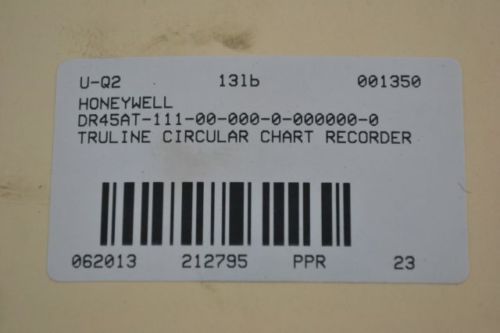 U-Q2 13lb 001350
HONEYWELL
DR45AT-111-00-000-0-000000-0
TRULINE CIRCULAR CHART RECORDER
062013 212795 PPR 23